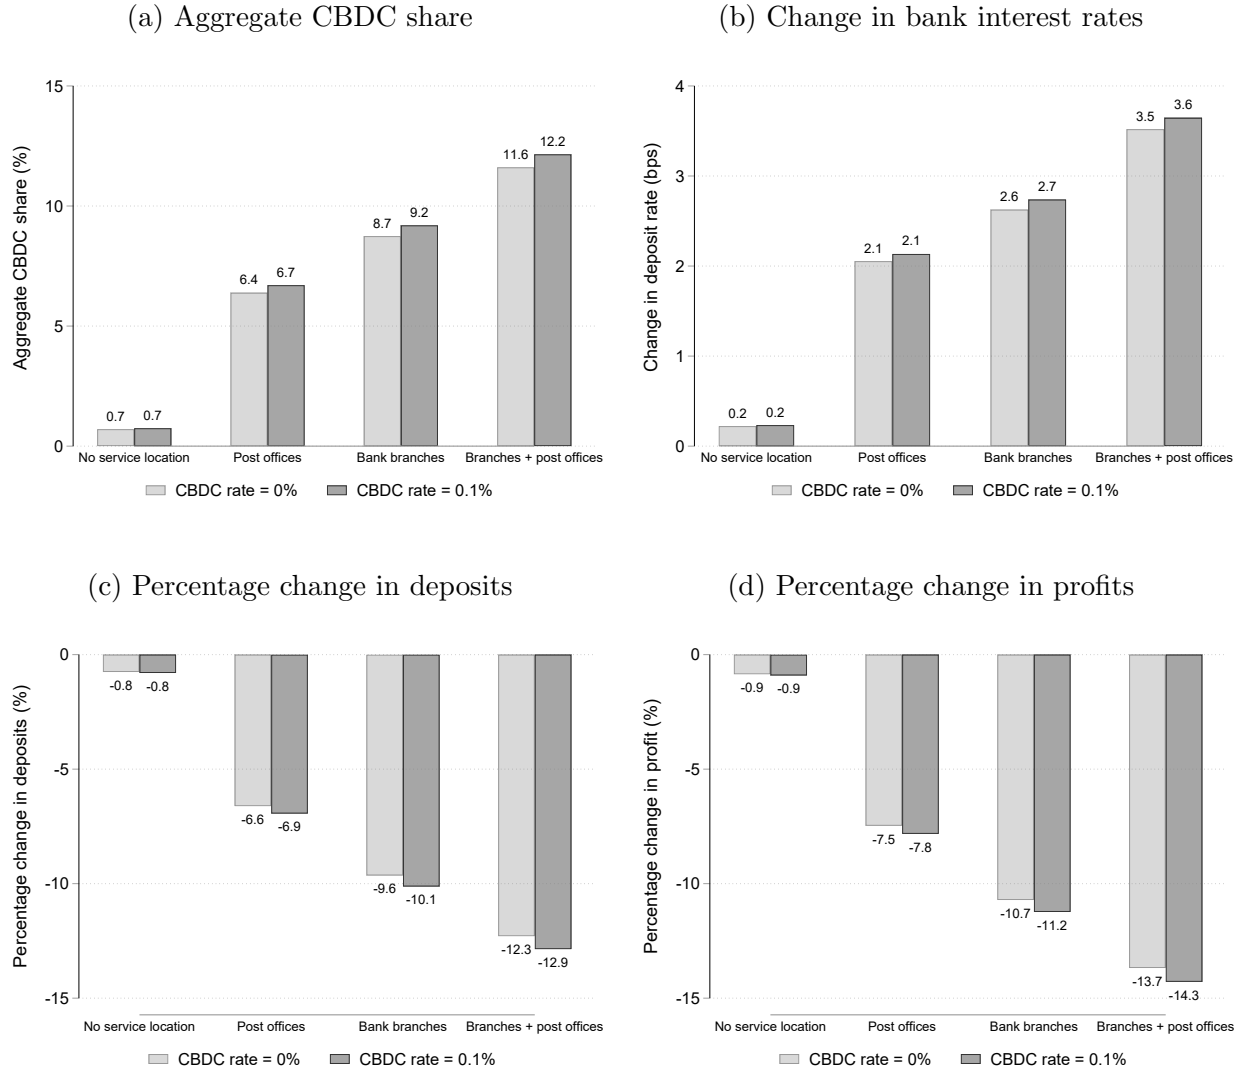 (a) Aggregate CBDC share
Aggregate CBDC share (%)
15
10
5
0
0.7
0.7
6.4
6.7
8.7
9.2
11.6
12.2
No service location
Post offices
Bank branches
Branches + post offices
CBDC rate = 0%
CBDC rate = 0.1%
(b) Change in bank interest rates
Change in deposit rate (bps)
4
3
2
1
0
0.2
0.2
2.1
2.1
2.6
2.7
3.5
3.6
No service location
Post offices
Bank branches
Branches + post offices
CBDC rate = 0%
CBDC rate = 0.1%
(c) Percentage change in deposits
Percentage change in deposits (%)
0
-5
-10
-15
-0.8
-0.8
-6.6
-6.9
-9.6
-10.1
-12.3
-12.9
No service location
Post offices
Bank branches
Branches + post offices
CBDC rate = 0%
CBDC rate = 0.1%
(d) Percentage change in profits
Percentage change in profit (%)
0
-5
-10
-15
-0.9
-0.9
-7.5
-7.8
-10.7
-11.2
-13.7
-14.3
No service location
Post offices
Bank branches
Branches + post offices
CBDC rate = 0%
CBDC rate = 0.1%